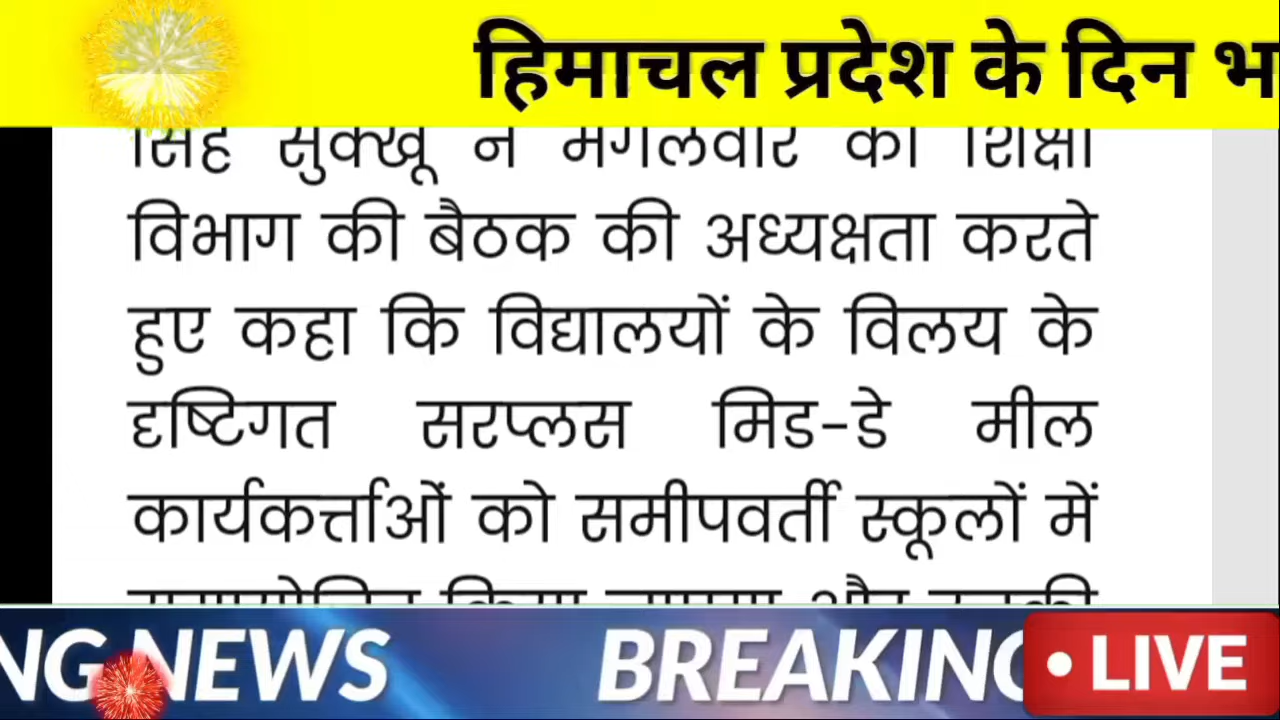 हिमाचल प्रदेश के दिन भ
सिंह सुक्खू ने मंगलवार को शिक्षा
विभाग की बैठक की अध्यक्षता करते
हुए कहा कि विद्यालयों के विलय के
दृष्टिगत सरप्लस मिड-डे मील
कार्यकर्त्ताओं को समीपवर्ती स्कूलों में
NG NEWS BREAKING
• LIVE